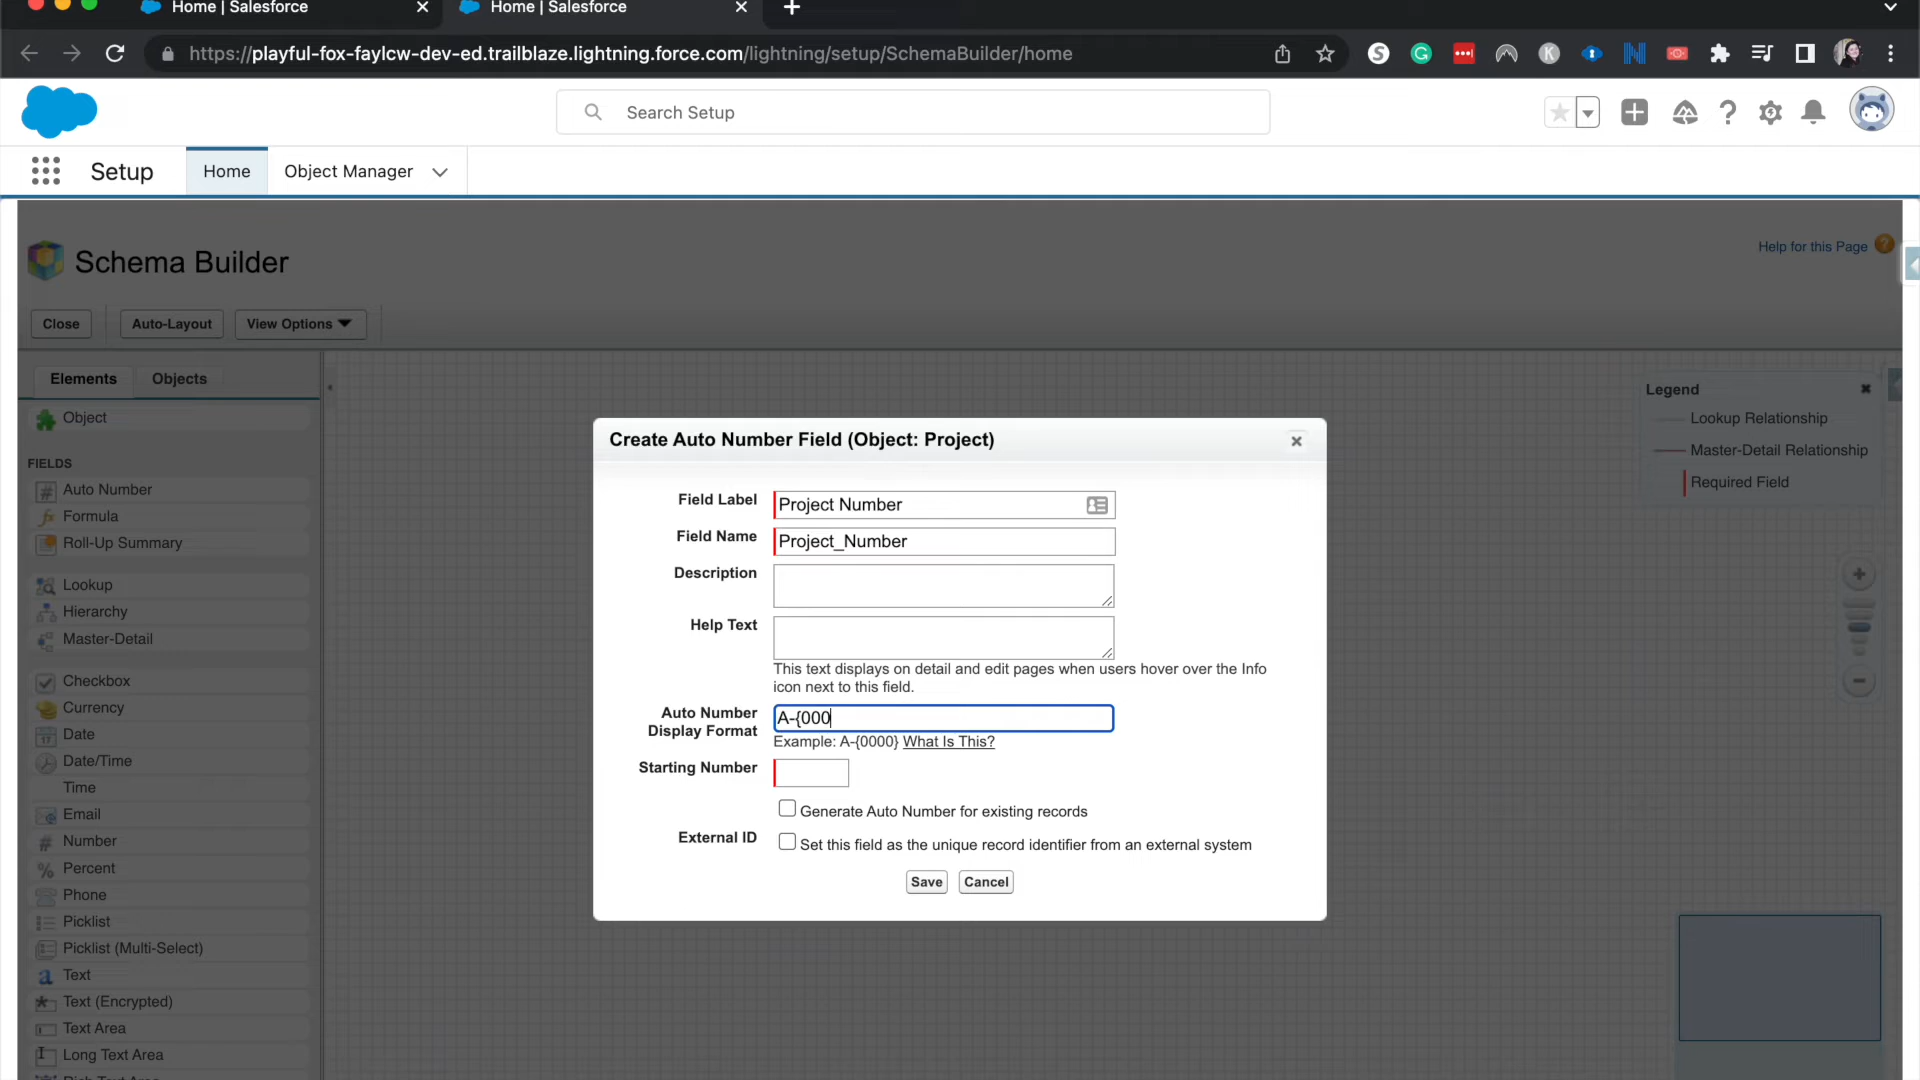 Home | Salesforce
Home | Salesforce
https://playful-fox-faylcw-dev-ed.trailblaze.lightning.force.com/lightning/setup/SchemaBuilder/home
Search Setup
Setup
Home
Object Manager
Schema Builder
Help for this Page
Close
Auto-Layout
View Options
Elements
Objects
Object
FIELDS
Auto Number
Formula
Roll-Up Summary
Lookup
Hierarchy
Master-Detail
Checkbox
Currency
Date
Date/Time
Time
Email
Number
Percent
Phone
Picklist
Picklist (Multi-Select)
Text
Text (Encrypted)
Text Area
Long Text Area
Legend
Lookup Relationship
Master-Detail Relationship
Required Field
Create Auto Number Field (Object: Project)
Field Label
Project Number
Field Name
Project_Number
Description
Help Text
This text displays on detail and edit pages when users hover over the Info
icon next to this field.
Auto Number
Display Format
A-{000
Example: A-{0000} What Is This?
Starting Number
Generate Auto Number for existing records
External ID
Set this field as the unique record identifier from an external system
Save
Cancel